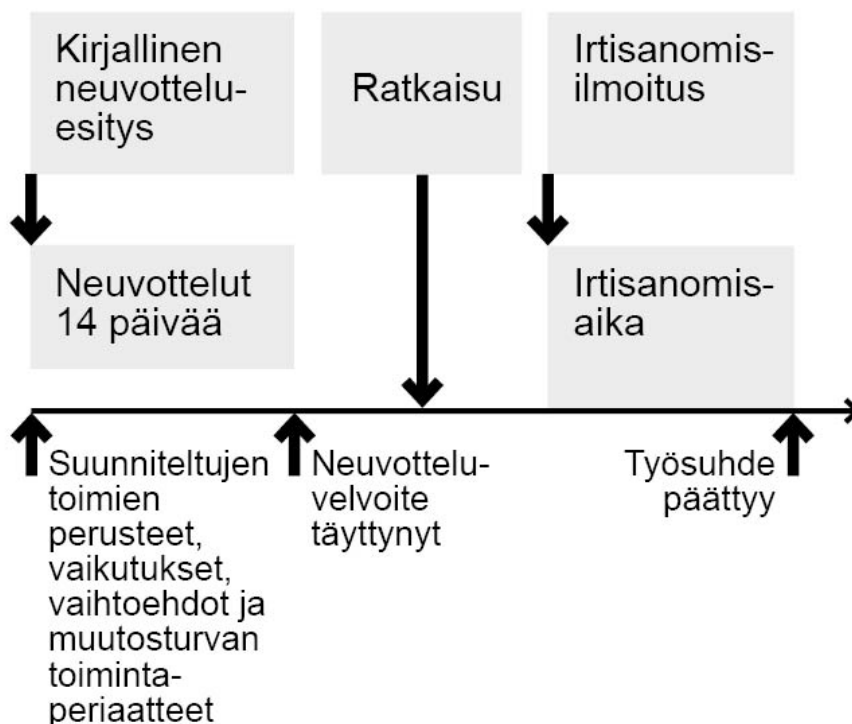 Kirjallinen
neuvottelu-
esitys
Ratkaisu
Irtisanomis-
ilmoitus
Neuvottelut
14 päivää
Irtisanomis-
aika
Suunniteltujen
toimien
perusteet,
vaikutukset,
vaihtoehdot ja
muutosturvan
toiminta-
periaatteet
Neuvottelu-
velvoite
täyttynyt
Työsuhde
päättyy